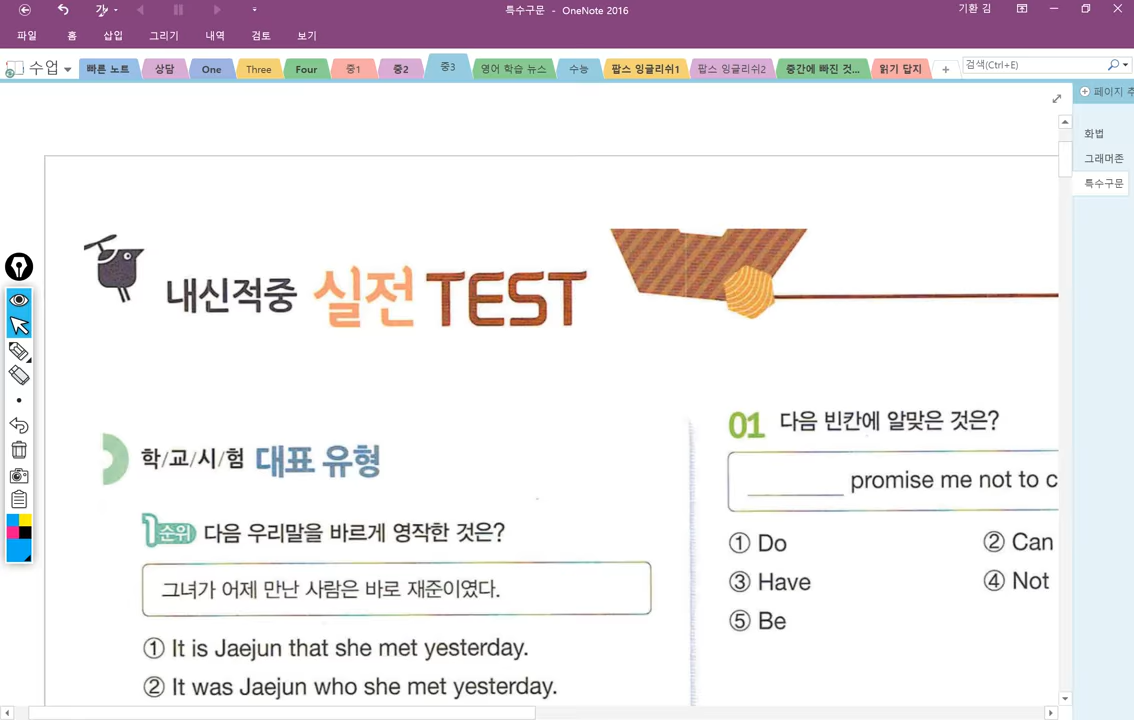 특수구문 - OneNote 2016
기환 김
파일 홈 삽입 그리기 내역 검토 보기
수업 빠른 노트 상담 One Three Four 중1 중2 중3 영어 학습 뉴스 수능 팝스 잉글리쉬1 팝스 잉글리쉬2 중간에 빠진 것... 읽기 답지 + 검색(Ctrl+E)
페이지 추
화법
그래머존
특수구문
내신적중 실전 TEST
학/교/시/험 대표 유형
1순위 다음 우리말을 바르게 영작한 것은?
그녀가 어제 만난 사람은 바로 재준이였다.
① It is Jaejun that she met yesterday.
② It was Jaejun who she met yesterday.
01 다음 빈칸에 알맞은 것은?
________ promise me not to c
① Do ② Can
③ Have ④ Not
⑤ Be